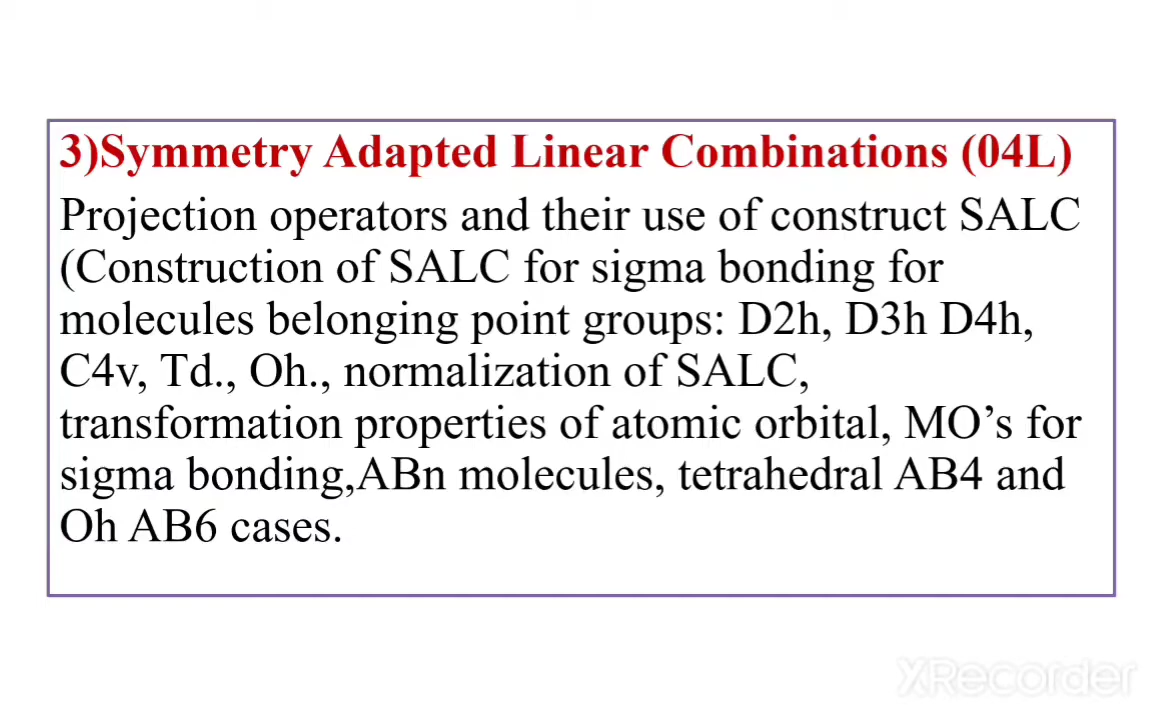 3)Symmetry Adapted Linear Combinations (04L)
Projection operators and their use of construct SALC
(Construction of SALC for sigma bonding for
molecules belonging point groups: D2h, D3h D4h,
C4v, Td., Oh., normalization of SALC,
transformation properties of atomic orbital, MO’s for
sigma bonding,ABn molecules, tetrahedral AB4 and
Oh AB6 cases.
XRecorder